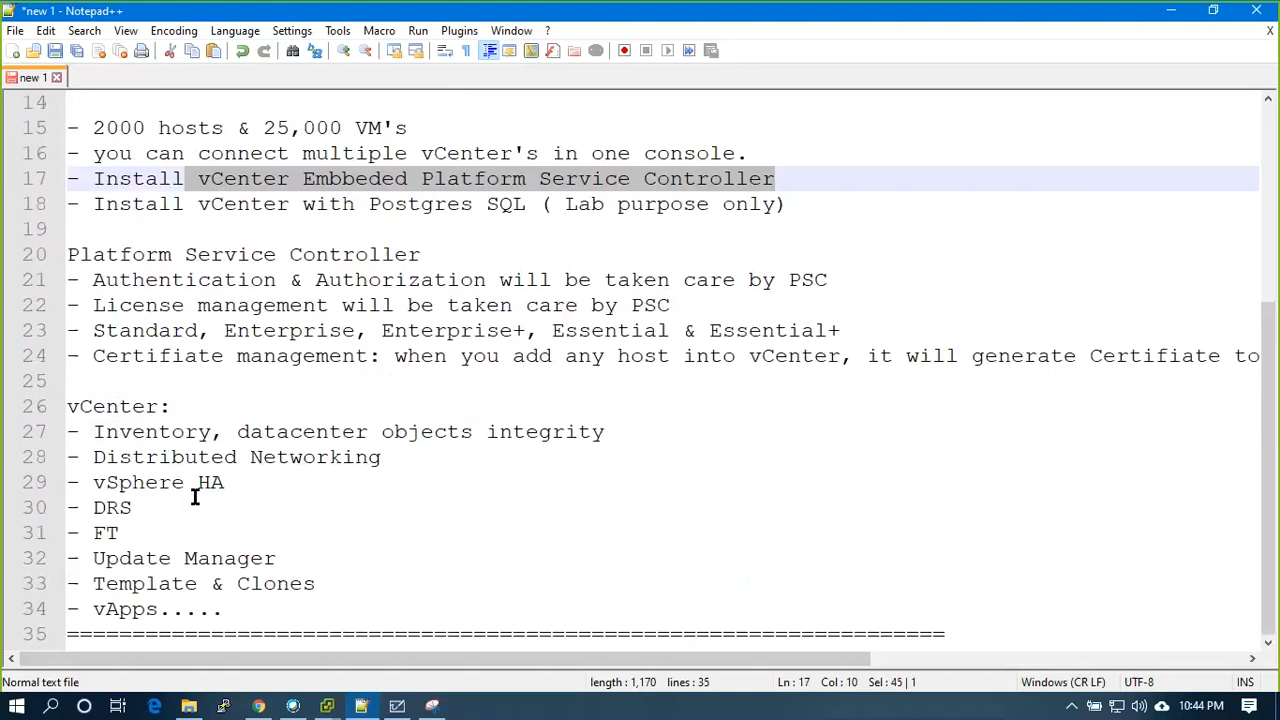 *new 1 - Notepad++
File Edit Search View Encoding Language Settings Tools Macro Run Plugins Window ? X
new 1
14
15 - 2000 hosts & 25,000 VM's
16 - you can connect multiple vCenter's in one console.
17 - Install vCenter Embbeded Platform Service Controller
18 - Install vCenter with Postgres SQL ( Lab purpose only)
19
20 Platform Service Controller
21 - Authentication & Authorization will be taken care by PSC
22 - License management will be taken care by PSC
23 - Standard, Enterprise, Enterprise+, Essential & Essential+
24 - Certifiate management: when you add any host into vCenter, it will generate Certifiate to
25
26 vCenter:
27 - Inventory, datacenter objects integrity
28 - Distributed Networking
29 - vSphere HA
30 - DRS
31 - FT
32 - Update Manager
33 - Template & Clones
34 - vApps.....
35 ===================================================================
Normal text file length : 1,170 lines : 35 Ln : 17 Col : 10 Sel : 45 | 1 Windows (CR LF) UTF-8 INS
10:44 PM